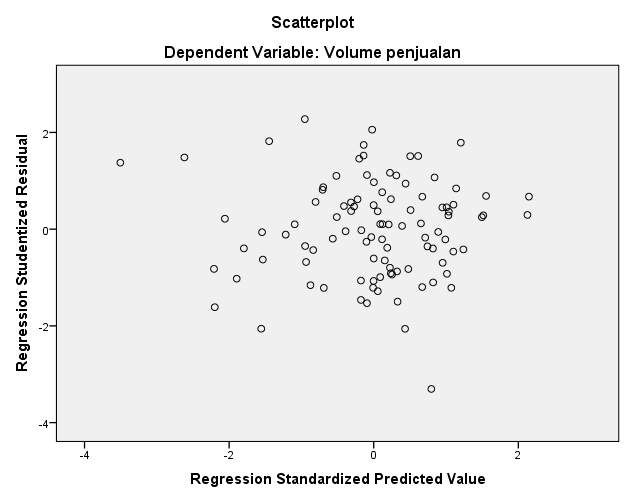 Scatterplot
Dependent Variable: Volume penjualan
Regression Studentized Residual
2
0
-2
-4
-4
-2
0
2
Regression Standardized Predicted Value